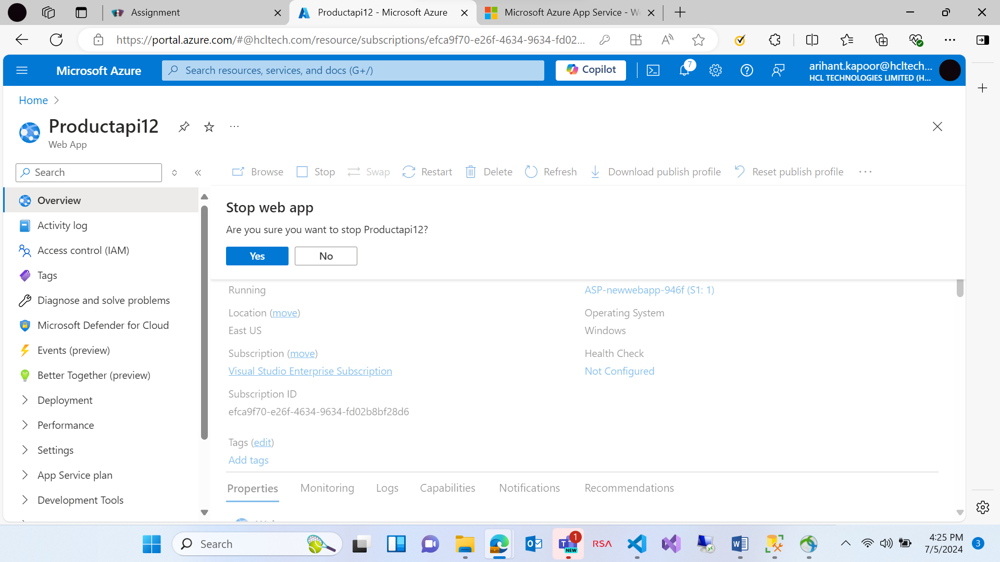 Assignment
Productapi12 - Microsoft Azure
Microsoft Azure App Service - W
https://portal.azure.com/#@hcltech.com/resource/subscriptions/efca9f70-e26f-4634-9634-fd02...
Microsoft Azure
Search resources, services, and docs (G+/)
Copilot
7
arihant.kapoor@hcltech...
HCL TECHNOLOGIES LIMITED (H...
Home
Productapi12
Web App
Search
Browse
Stop
Swap
Restart
Delete
Refresh
Download publish profile
Reset publish profile
Overview
Activity log
Access control (IAM)
Tags
Diagnose and solve problems
Microsoft Defender for Cloud
Events (preview)
Better Together (preview)
Deployment
Performance
Settings
App Service plan
Development Tools
Stop web app
Are you sure you want to stop Productapi12?
Yes
No
Running
ASP-newwebapp-946f (S1: 1)
Location (move)
East US
Operating System
Windows
Subscription (move)
Visual Studio Enterprise Subscription
Health Check
Not Configured
Subscription ID
efca9f70-e26f-4634-9634-fd02b8bf28d6
Tags (edit)
Add tags
Properties
Monitoring
Logs
Capabilities
Notifications
Recommendations
Search
1
NEW
RSA
4:25 PM
7/5/2024
3